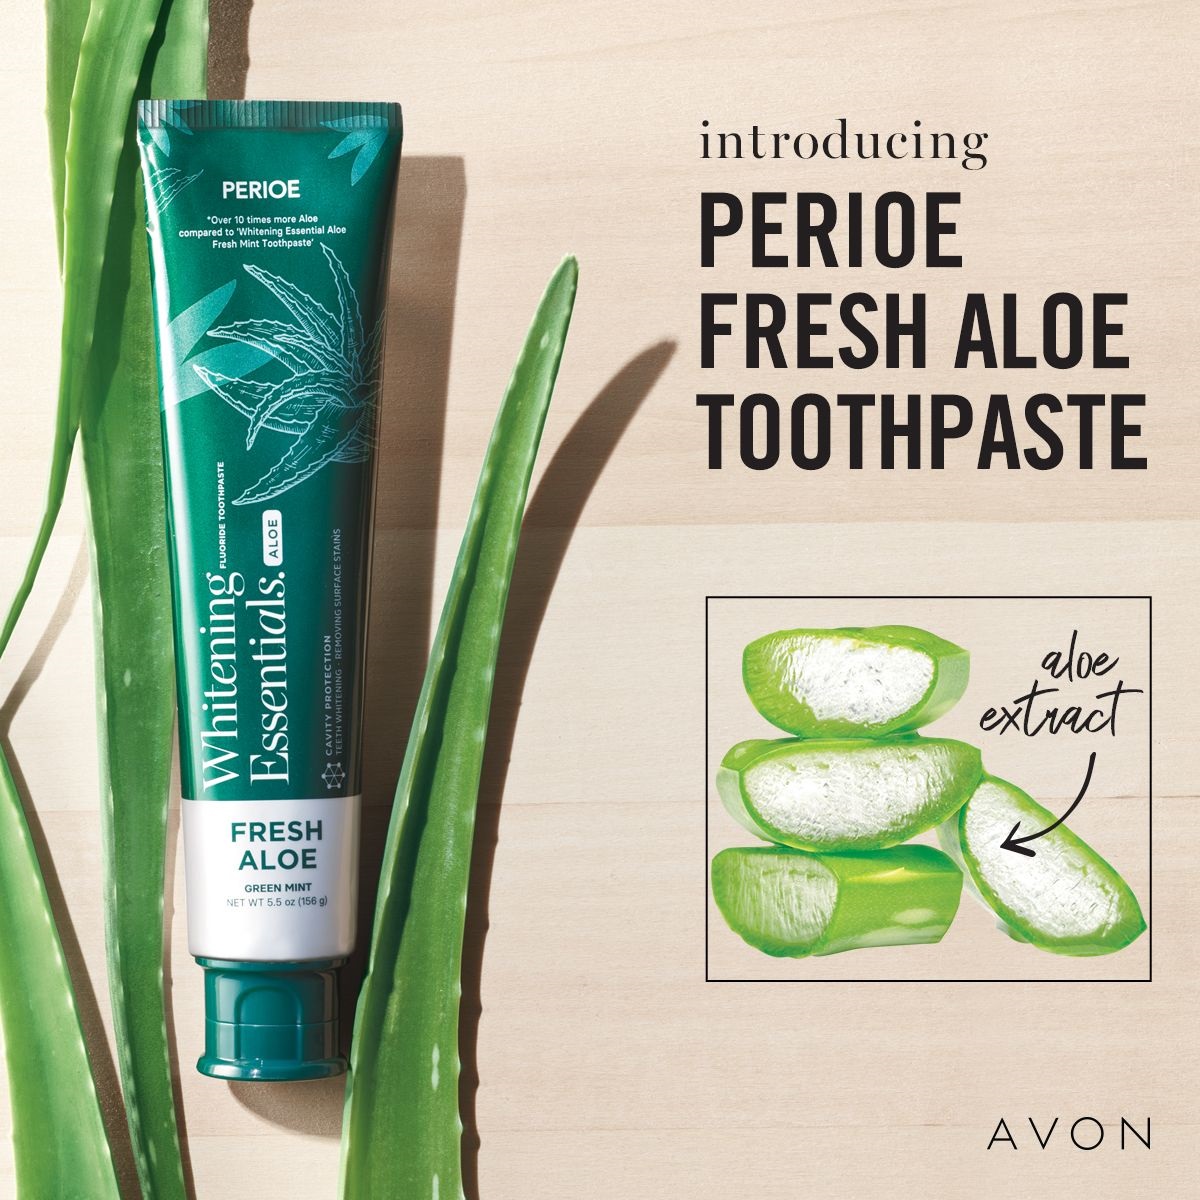 PERIOE
*Over 10 times more Aloe
compared to 'Whitening Essential Aloe
Fresh Mint Toothpaste'
Whitening
FLUORIDE TOOTHPASTE
Essentials.
ALOE
CAVITY PROTECTION
TEETH WHITENING · REMOVING SURFACE STAINS
FRESH
ALOE
GREEN MINT
NET WT 5.5 oz (156 g)
introducing
PERIOE
FRESH ALOE
TOOTHPASTE
aloe
extract
AVON